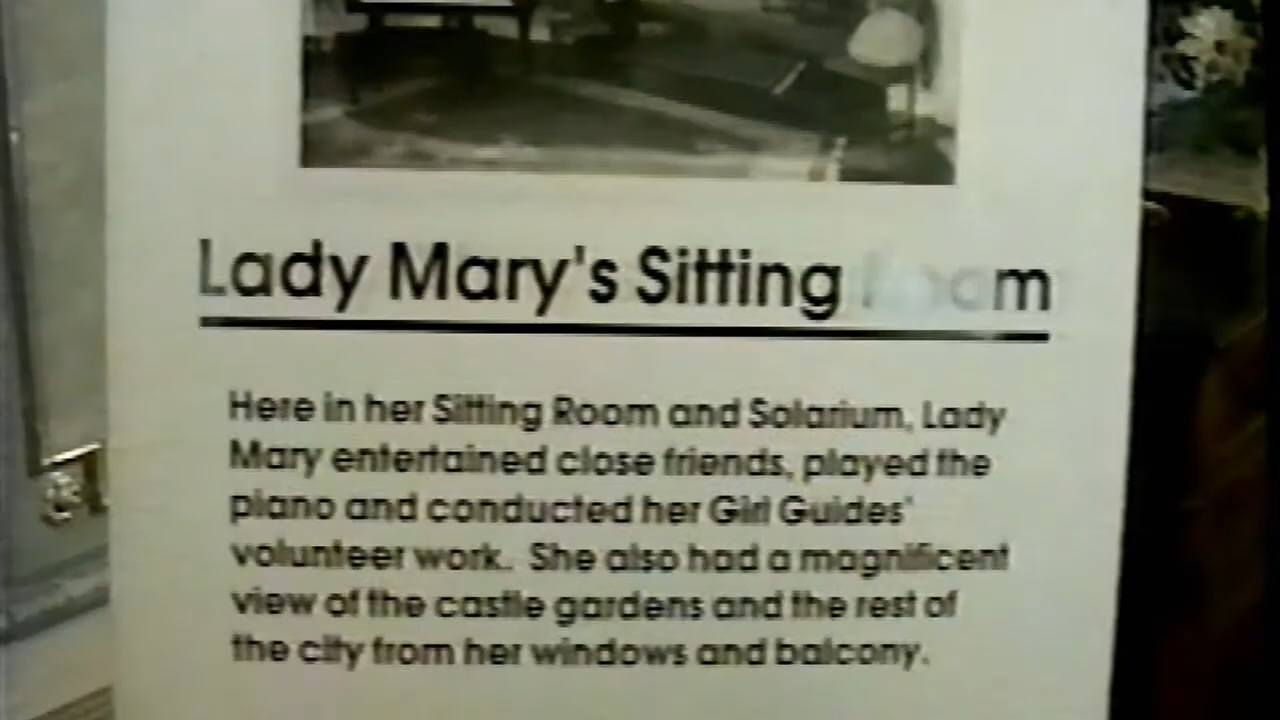 Lady Mary's Sitting Room
Here in her Sitting Room and Solarium, Lady
Mary entertained close friends, played the
piano and conducted her Girl Guides'
volunteer work. She also had a magnificent
view of the castle gardens and the rest of
the city from her windows and balcony.